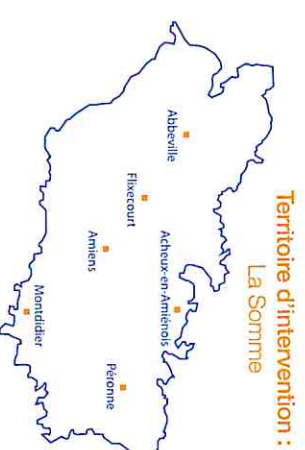 Territoire d'intervention :
La Somme
Abbeville
Flixecourt
Acheux-en-Amiénois
Amiens
Péronne
Montdidier